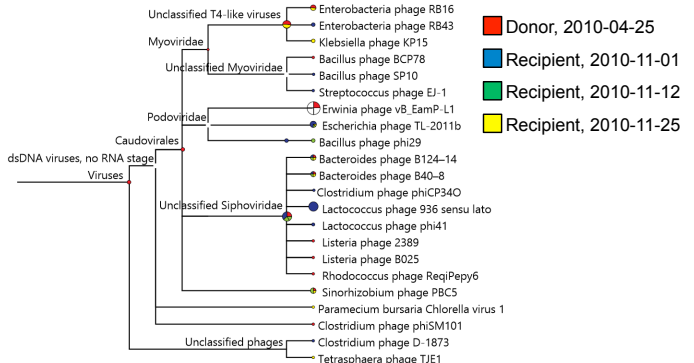 Unclassified T4-like viruses
Enterobacteria phage RB16
Enterobacteria phage RB43
Klebsiella phage KP15
Myoviridae
Bacillus phage BCP78
Unclassified Myoviridae
Bacillus phage SP10
Streptococcus phage EJ-1
Erwinia phage vB_EamP-L1
Podoviridae
Escherichia phage TL-2011b
Bacillus phage phi29
Caudovirales
dsDNA viruses, no RNA stage
Viruses
Bacteroides phage B124–14
Bacteroides phage B40–8
Clostridium phage phiCP34O
Unclassified Siphoviridae
Lactococcus phage 936 sensu lato
Lactococcus phage phi41
Listeria phage 2389
Listeria phage B025
Rhodococcus phage ReqiPepy6
Sinorhizobium phage PBC5
Paramecium bursaria Chlorella virus 1
Clostridium phage phiSM101
Unclassified phages
Clostridium phage D-1873
Tetrasphaera phage TJE1
Donor, 2010-04-25
Recipient, 2010-11-01
Recipient, 2010-11-12
Recipient, 2010-11-25